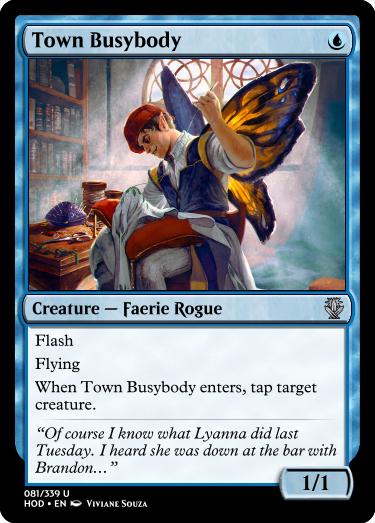 Town Busybody
Creature — Faerie Rogue
Flash
Flying
When Town Busybody enters, tap target
creature.
“Of course I know what Lyanna did last
Tuesday. I heard she was down at the bar with
Brandon…”
1/1
081/339 U
HOD • EN Viviane Souza